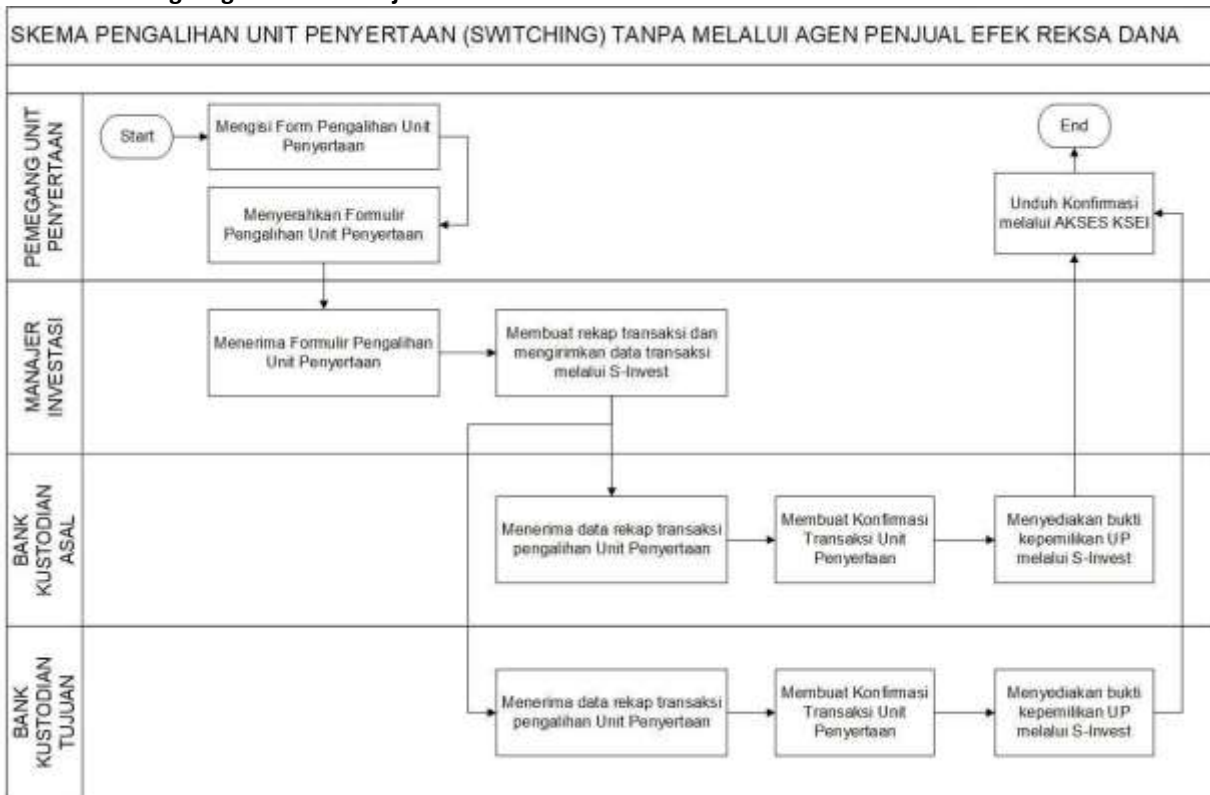 SKEMA PENGALIHAN UNIT PENYERTAAN (SWITCHING) TANPA MELALUI AGEN PENJUAL EFEK REKSA DANA
PEMEGANG UNIT
PENYERTAAN
Start
Mengisi Form Pengalihan Unit
Penyertaan
Menyerahkan Formulir
Pengalihan Unit Penyertaan
End
Unduh Konfirmasi
melalui AKSES KSEI
MANAJER
INVESTASI
Menerima Formulir Pengalihan
Unit Penyertaan
Membuat rekap transaksi dan
mengirimkan data transaksi
melalui S-Invest
BANK
KUSTODIAN
ASAL
Menerima data rekap transaksi
pengalihan Unit Penyertaan
Membuat Konfirmasi
Transaksi Unit
Penyertaan
Menyediakan bukti
kepemilikan UP
melalui S-Invest
BANK
KUSTODIAN
TUJUAN
Menerima data rekap transaksi
pengalihan Unit Penyertaan
Membuat Konfirmasi
Transaksi Unit
Penyertaan
Menyediakan bukti
kepemilikan UP
melalui S-Invest